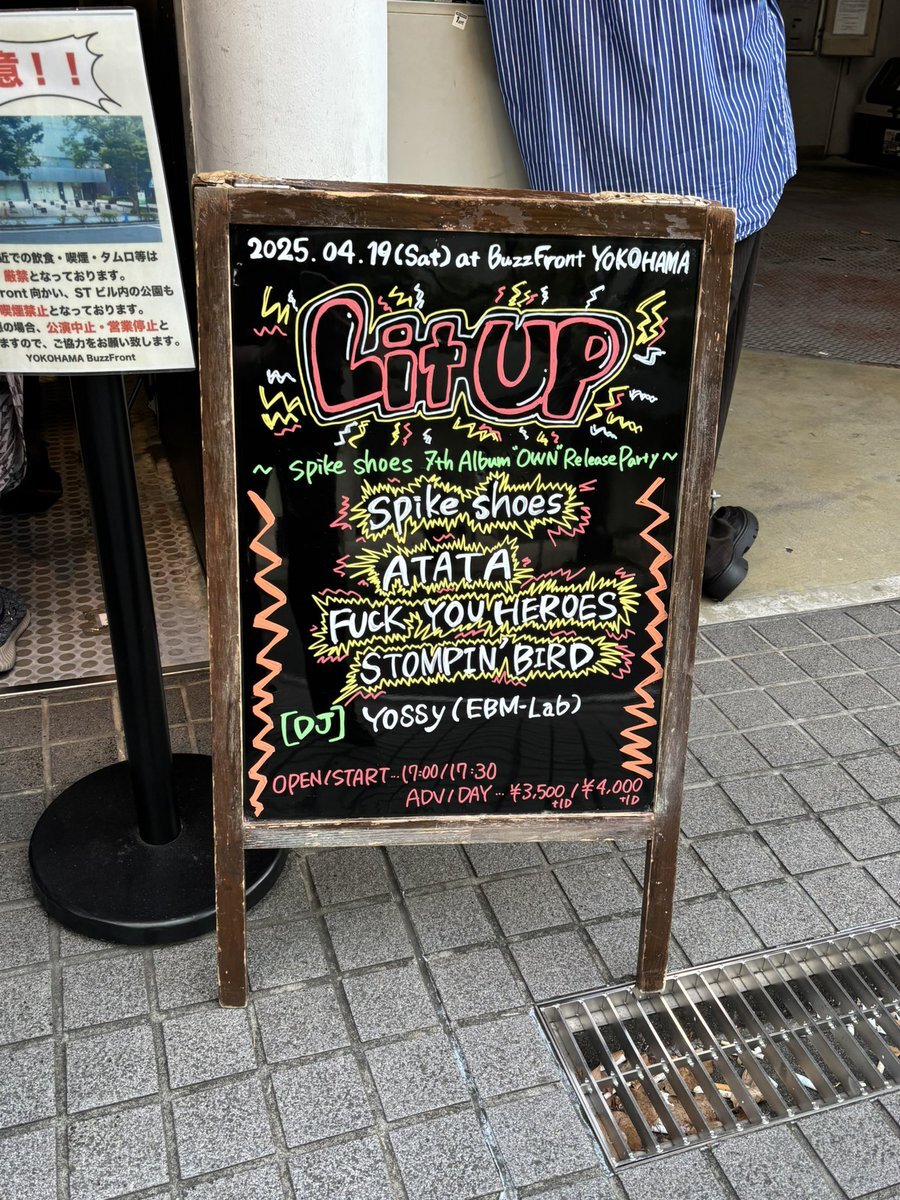 意!!
近での飲食・喫煙・タムロ等は
厳禁となっております。
Front 向かい、ST ビル内の公園も
喫煙禁止となっております。
の場合、公演中止・営業停止と
ますので、ご協力をお願い致します。
YOKOHAMA BuzzFront
2025.04.19(Sat) at BuzzFront YOKOHAMA
Lit UP
~ spike shoes 7th Album "OWN" Release Party ~
spike shoes
ATATA
FUCK YOU HEROES
STOMPIN' BIRD
[DJ] YOSSY (EBM-Lab)
OPEN/START…17:00/17:30
ADV/DAY…¥3,500/¥4,000
+1D +1D